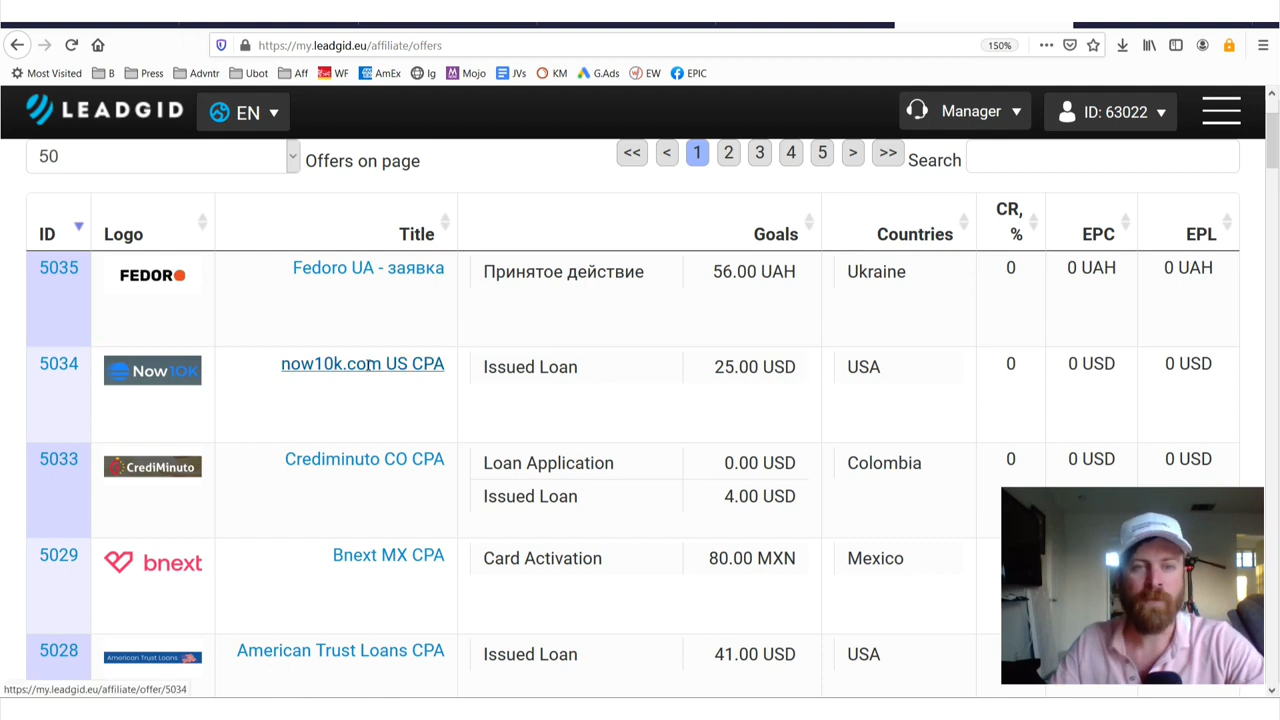 https://my.leadgid.eu/affiliate/offers
150%
Most Visited B Press Advntr Ubot Aff WF AmEx Ig Mojo JVs KM G.Ads EW EPIC
LEADGID EN Manager ID: 63022
50 Offers on page << < 1 2 3 4 5 > >> Search
ID Logo Title Goals Countries CR, % EPC EPL
5035 FEDORO Fedoro UA - заявка Принятое действие 56.00 UAH Ukraine 0 0 UAH 0 UAH
5034 Now10K now10k.com US CPA Issued Loan 25.00 USD USA 0 0 USD 0 USD
5033 CrediMinuto Crediminuto CO CPA Loan Application 0.00 USD Colombia 0 0 USD 0 USD
Issued Loan 4.00 USD
5029 bnext Bnext MX CPA Card Activation 80.00 MXN Mexico
5028 American Trust Loans American Trust Loans CPA Issued Loan 41.00 USD USA
https://my.leadgid.eu/affiliate/offer/5034